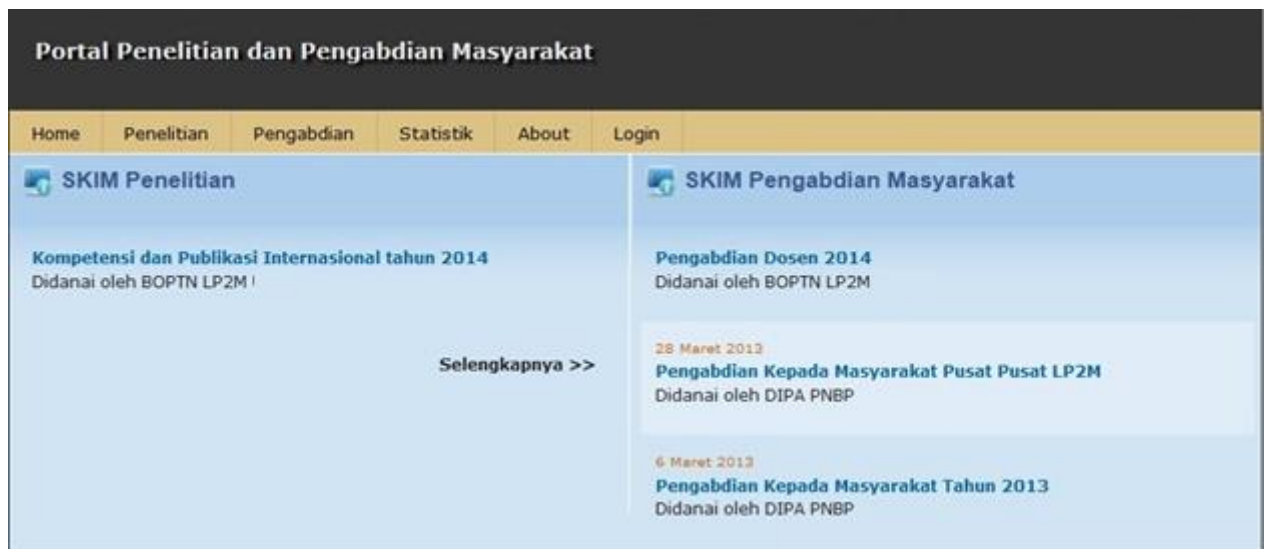 Portal Penelitian dan Pengabdian Masyarakat
Home Penelitian Pengabdian Statistik About Login
SKIM Penelitian
Kompetensi dan Publikasi Internasional tahun 2014
Didanai oleh BOPTN LP2M
Selengkapnya >>
SKIM Pengabdian Masyarakat
Pengabdian Dosen 2014
Didanai oleh BOPTN LP2M
28 Maret 2013
Pengabdian Kepada Masyarakat Pusat Pusat LP2M
Didanai oleh DIPA PNBP
6 Maret 2013
Pengabdian Kepada Masyarakat Tahun 2013
Didanai oleh DIPA PNBP